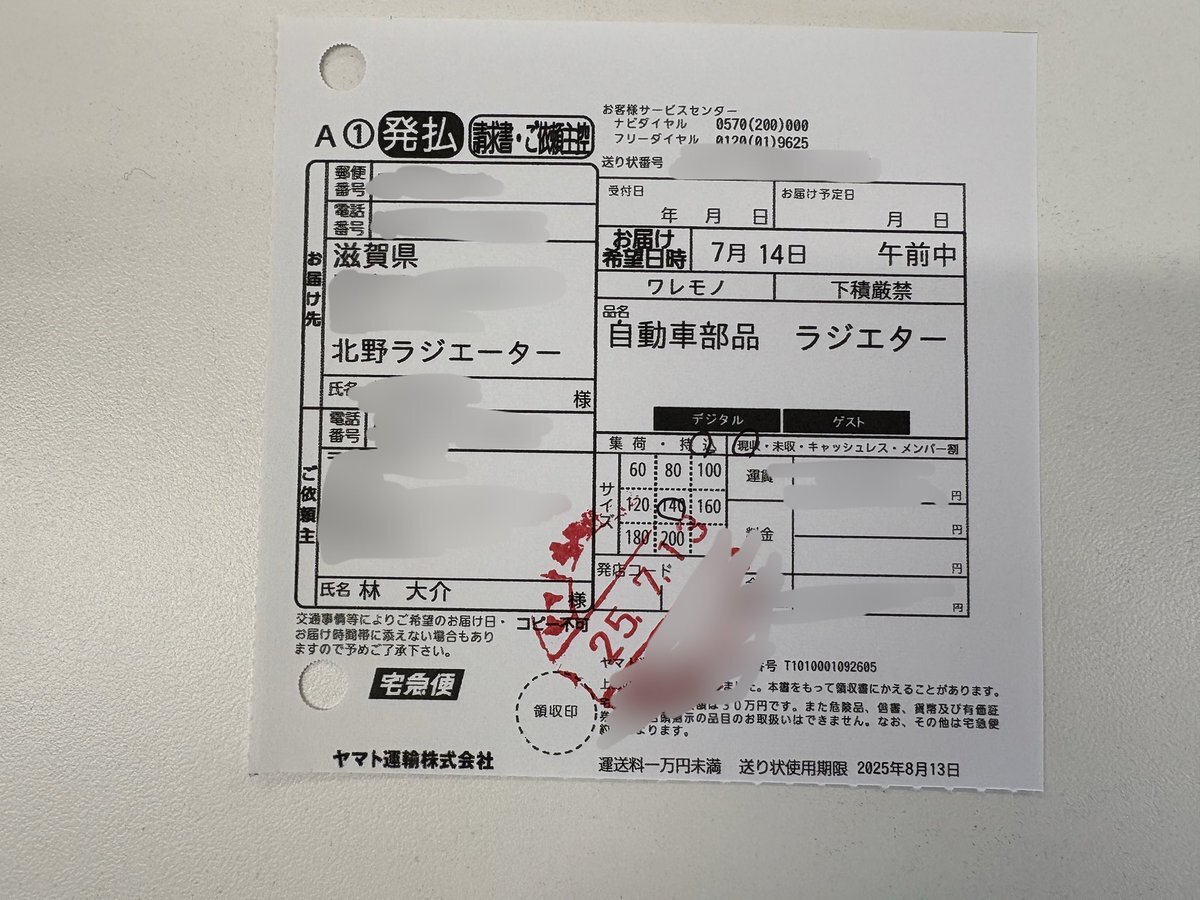 お客様サービスセンター
ナビダイヤル 0570(200)000
フリーダイヤル 0120(01)9625
A ① 発払 請求書・ご依頼主控
送り状番号
郵便番号
受付日 年 月 日
お届け予定日 月 日
電話番号
お届け希望日時 7月 14日 午前中
お届け先
滋賀県
ワレモノ 下積厳禁
品名
自動車部品 ラジエター
北野ラジエーター
氏名 様
デジタル ゲスト
電話番号
集荷・持込 現収・未収・キャッシュレス・メンバー割
ご依頼主
サイズ
60 80 100
120 140 160
180 200
運賃 円
料金 円
円
円
発店コード
25.7.13
氏名 林 大介 様
交通事情等によりご希望のお届け日・
お届け時間帯に添えない場合もあり
ますので予めご了承下さい。
コピー不可
宅急便
領収印
ヤマト運輸株式会社
号 T1010001092605
ました。本書をもって領収書にかえることがあります。
は30万円です。また危険品、信書、貨幣及び有価証
券 指示の品目のお取扱いはできません。なお、その他は宅急便
約 ります。
運送料一万円未満 送り状使用期限 2025年8月13日